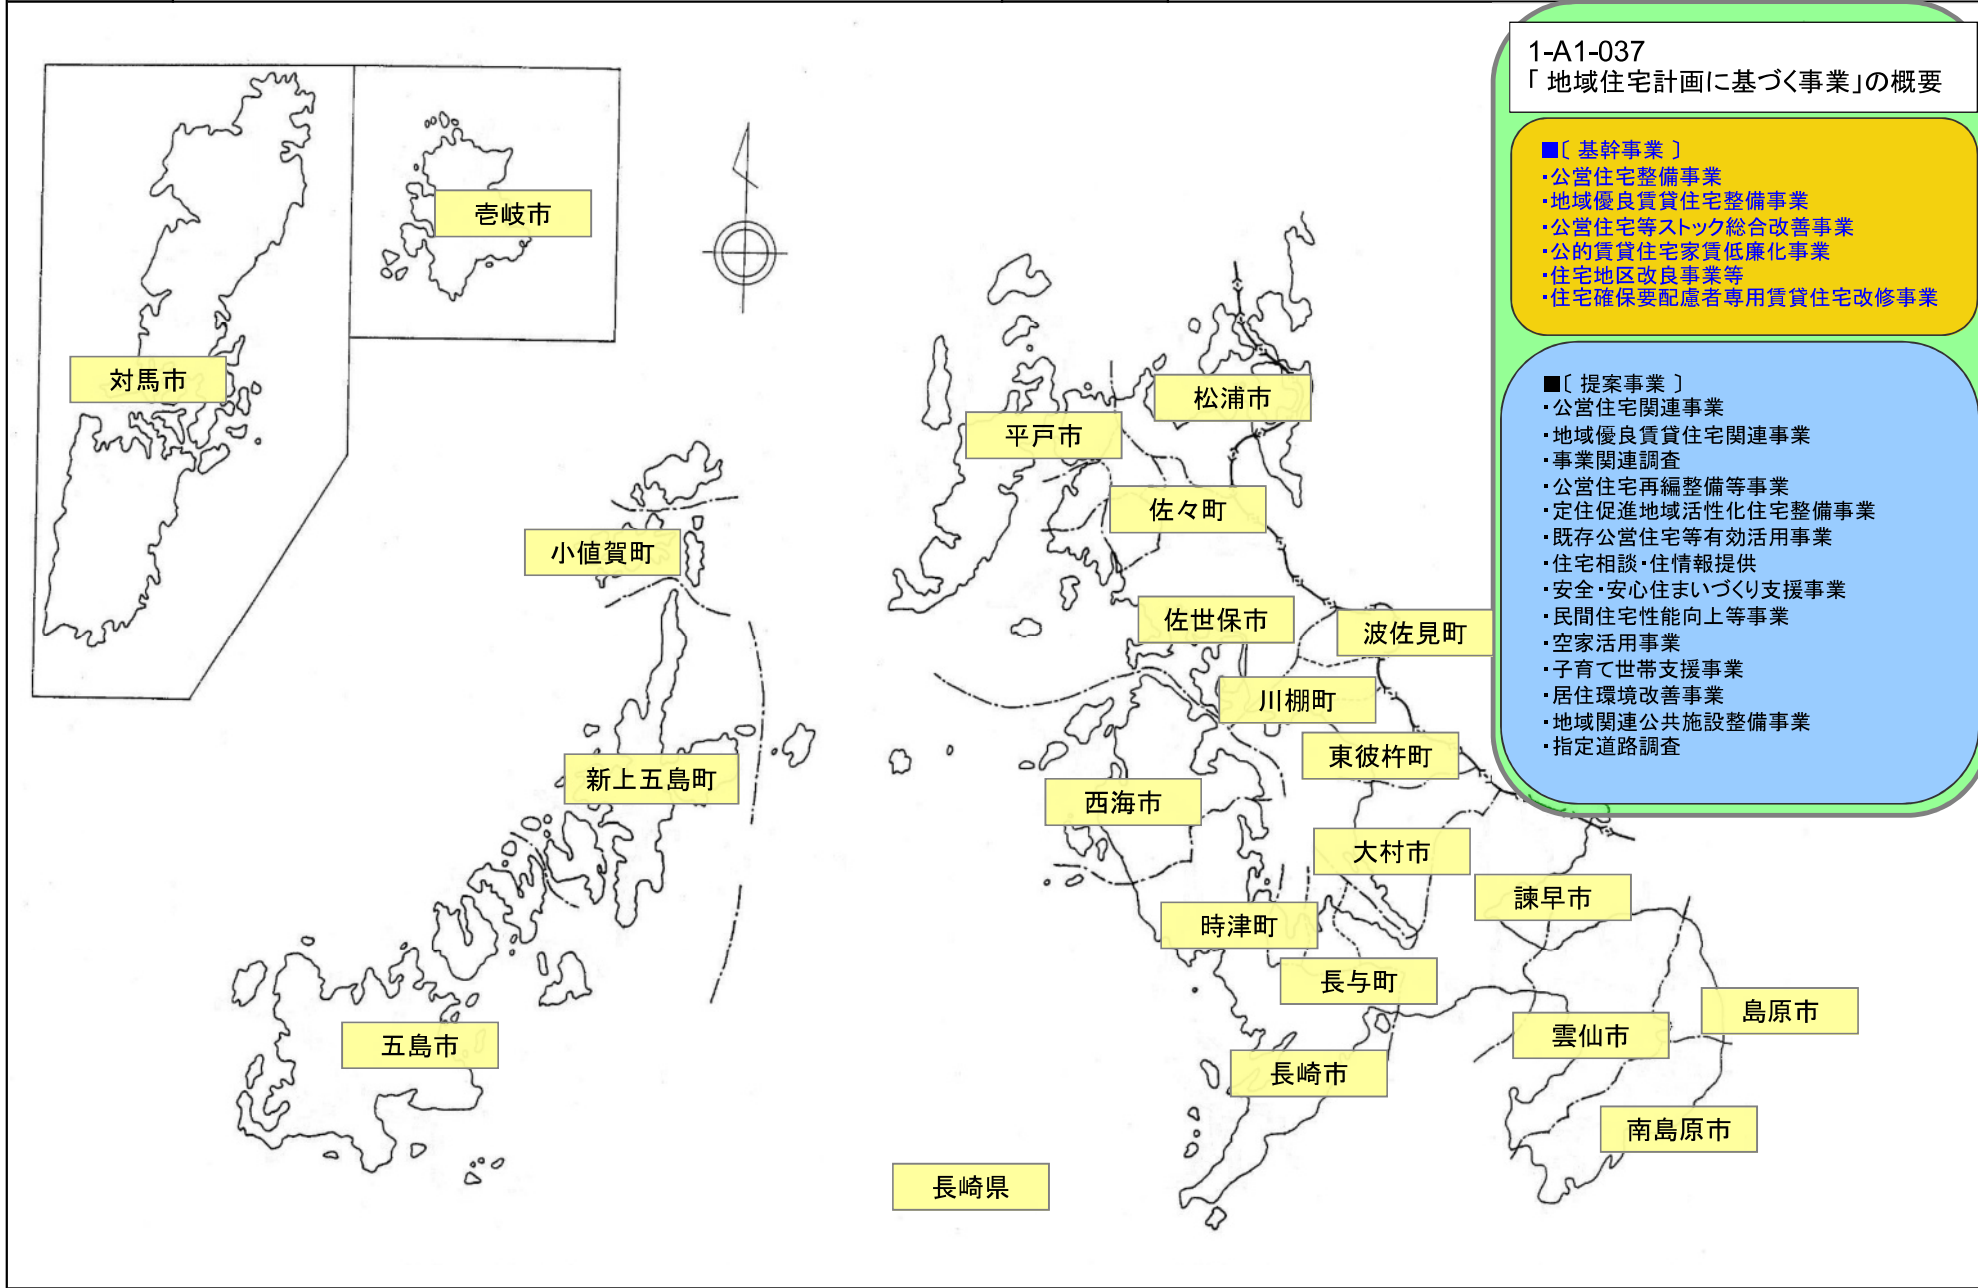 1-A1-037
「 地域住宅計画に基づく事業」の概要
■〔 基幹事業 〕
・公営住宅整備事業
・地域優良賃貸住宅整備事業
・公営住宅等ストック総合改善事業
・公的賃貸住宅家賃低廉化事業
・住宅地区改良事業等
・住宅確保要配慮者専用賃貸住宅改修事業
■〔 提案事業 〕
・公営住宅関連事業
・地域優良賃貸住宅関連事業
・事業関連調査
・公営住宅再編整備等事業
・定住促進地域活性化住宅整備事業
・既存公営住宅等有効活用事業
・住宅相談・住情報提供
・安全・安心住まいづくり支援事業
・民間住宅性能向上等事業
・空家活用事業
・子育て世帯支援事業
・居住環境改善事業
・地域関連公共施設整備事業
・指定道路調査
壱岐市
対馬市
松浦市
平戸市
佐々町
小値賀町
佐世保市
波佐見町
川棚町
東彼杵町
新上五島町
西海市
大村市
諫早市
時津町
長与町
島原市
雲仙市
五島市
長崎市
南島原市
長崎県